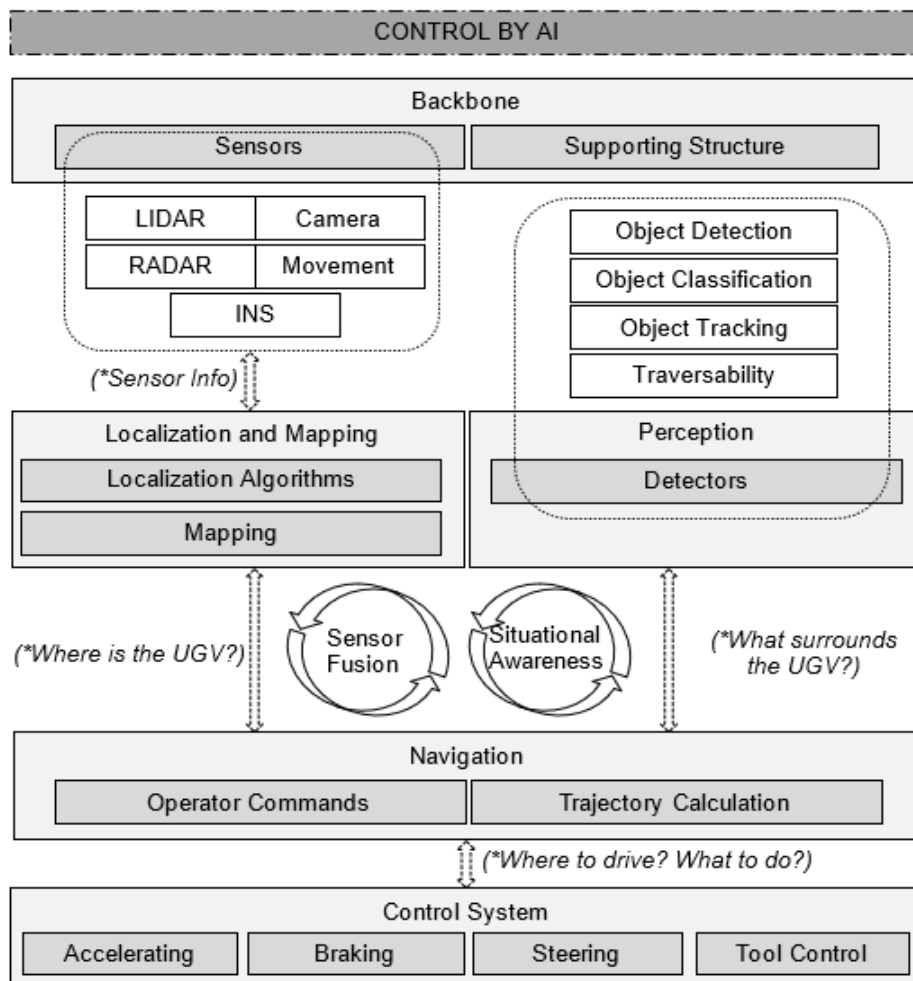 CONTROL BY AI
Backbone
Sensors
Supporting Structure
LIDAR
Camera
RADAR
Movement
INS
Object Detection
Object Classification
Object Tracking
Traversability
(*Sensor Info)
Localization and Mapping
Localization Algorithms
Mapping
Perception
Detectors
(*Where is the UGV?)
Sensor
Fusion
Situational
Awareness
(*What surrounds
the UGV?)
Navigation
Operator Commands
Trajectory Calculation
(*Where to drive? What to do?)
Control System
Accelerating
Braking
Steering
Tool Control